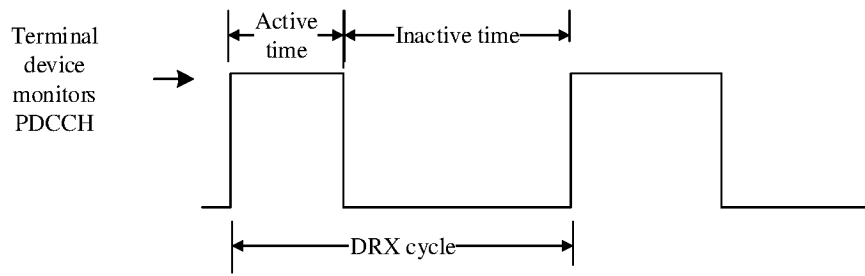 Terminal
device
monitors
PDCCH
Active
time
Inactive time
DRX cycle